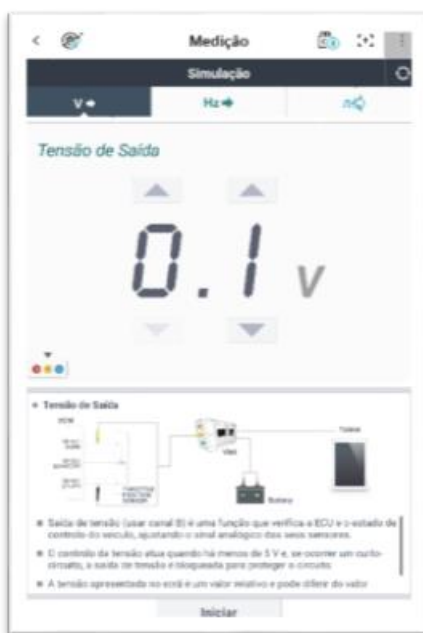 Medição
Simulação
V
Hz
Tensão de Saída
0.1 V
Tensão de Saída
VMI
Battery
Saída de tensão (usar canal B) é uma função que verifica a ECU e o estado de
controlo do veículo, ajustando o sinal analógico dos seus sensores.
O controlo da tensão atua quando há menos de 5 V e, se ocorrer um curto-
circuito, a saída de tensão é bloqueada para proteger o circuito.
A tensão apresentada no ecrã é um valor relativo e pode diferir do valor
Iniciar